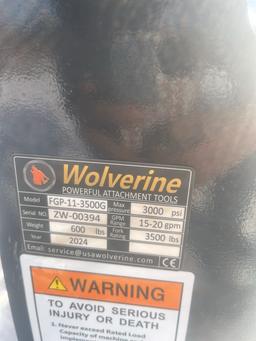 Wolverine
POWERFUL ATTACHMENT TOOLS
Model FGP-11-3500G Max pressure 3000 psi
Serial NO. ZW-00394 GPM Range 15-20 gpm
Weight 600 lbs Fork Rating 3500 lbs
Year 2024
Email: service@usawolverine.com CE
WARNING
TO AVOID SERIOUS
INJURY OR DEATH
1. Never exceed Rated Load
Capacity of machine or